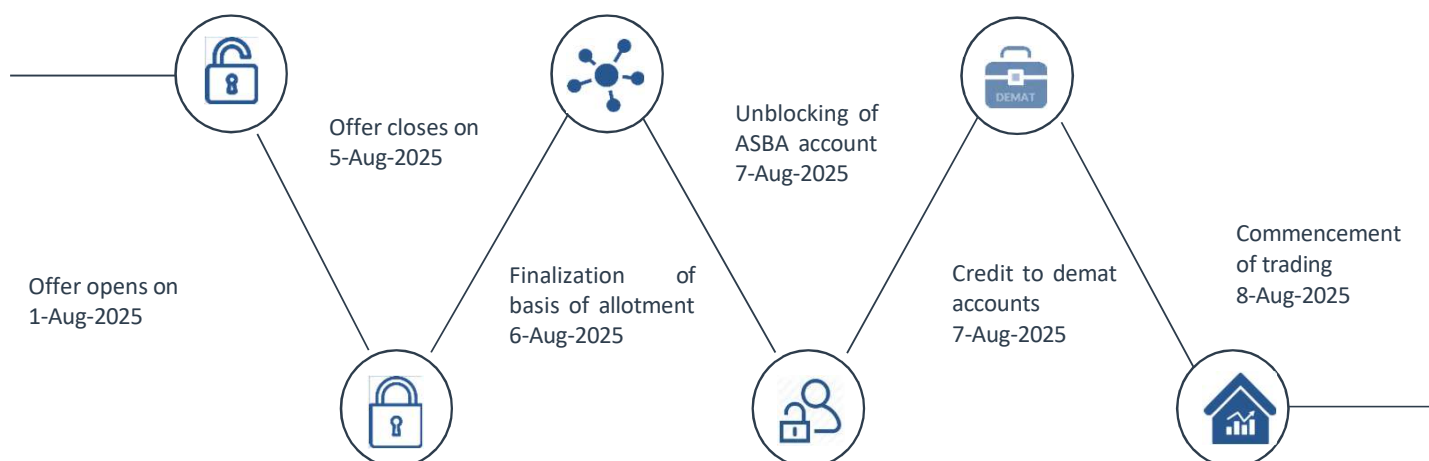 Offer opens on
1-Aug-2025
Offer closes on
5-Aug-2025
Finalization of
basis of allotment
6-Aug-2025
Unblocking of
ASBA account
7-Aug-2025
DEMAT
Credit to demat
accounts
7-Aug-2025
Commencement
of trading
8-Aug-2025